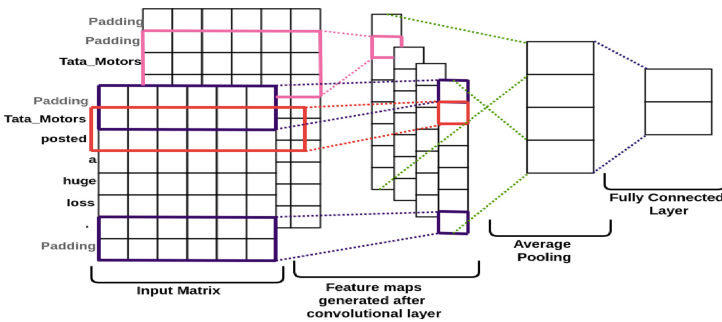 Padding
Padding
Tata_Motors
Padding
Tata_Motors
posted
a
huge
loss
.
Padding
Input Matrix
Feature maps
generated after
convolutional layer
Average
Pooling
Fully Connected
Layer